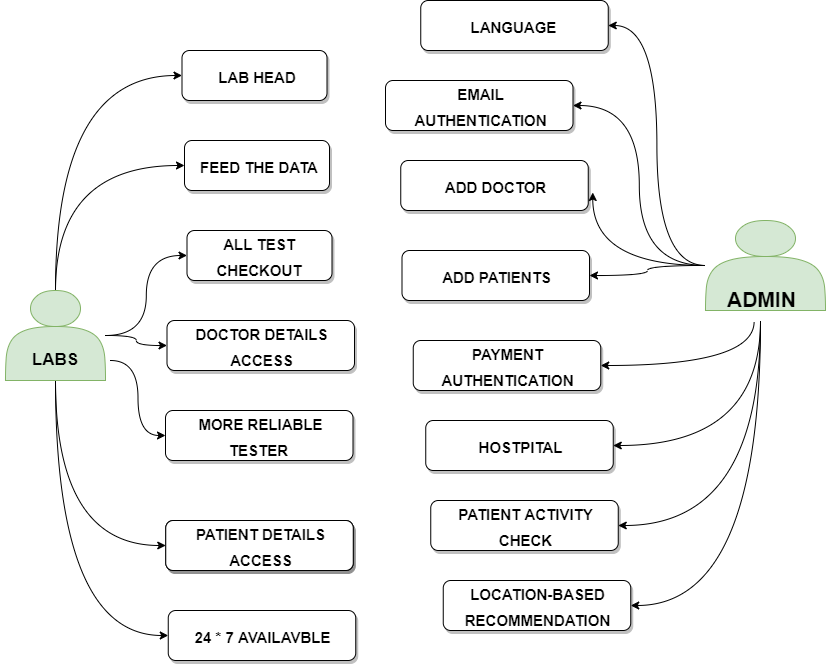 LAB HEAD
FEED THE DATA
ALL TEST
CHECKOUT
LABS
DOCTOR DETAILS
ACCESS
MORE RELIABLE
TESTER
PATIENT DETAILS
ACCESS
24 * 7 AVAILAVBLE
LANGUAGE
EMAIL
AUTHENTICATION
ADD DOCTOR
ADD PATIENTS
ADMIN
PAYMENT
AUTHENTICATION
HOSTPITAL
PATIENT ACTIVITY
CHECK
LOCATION-BASED
RECOMMENDATION